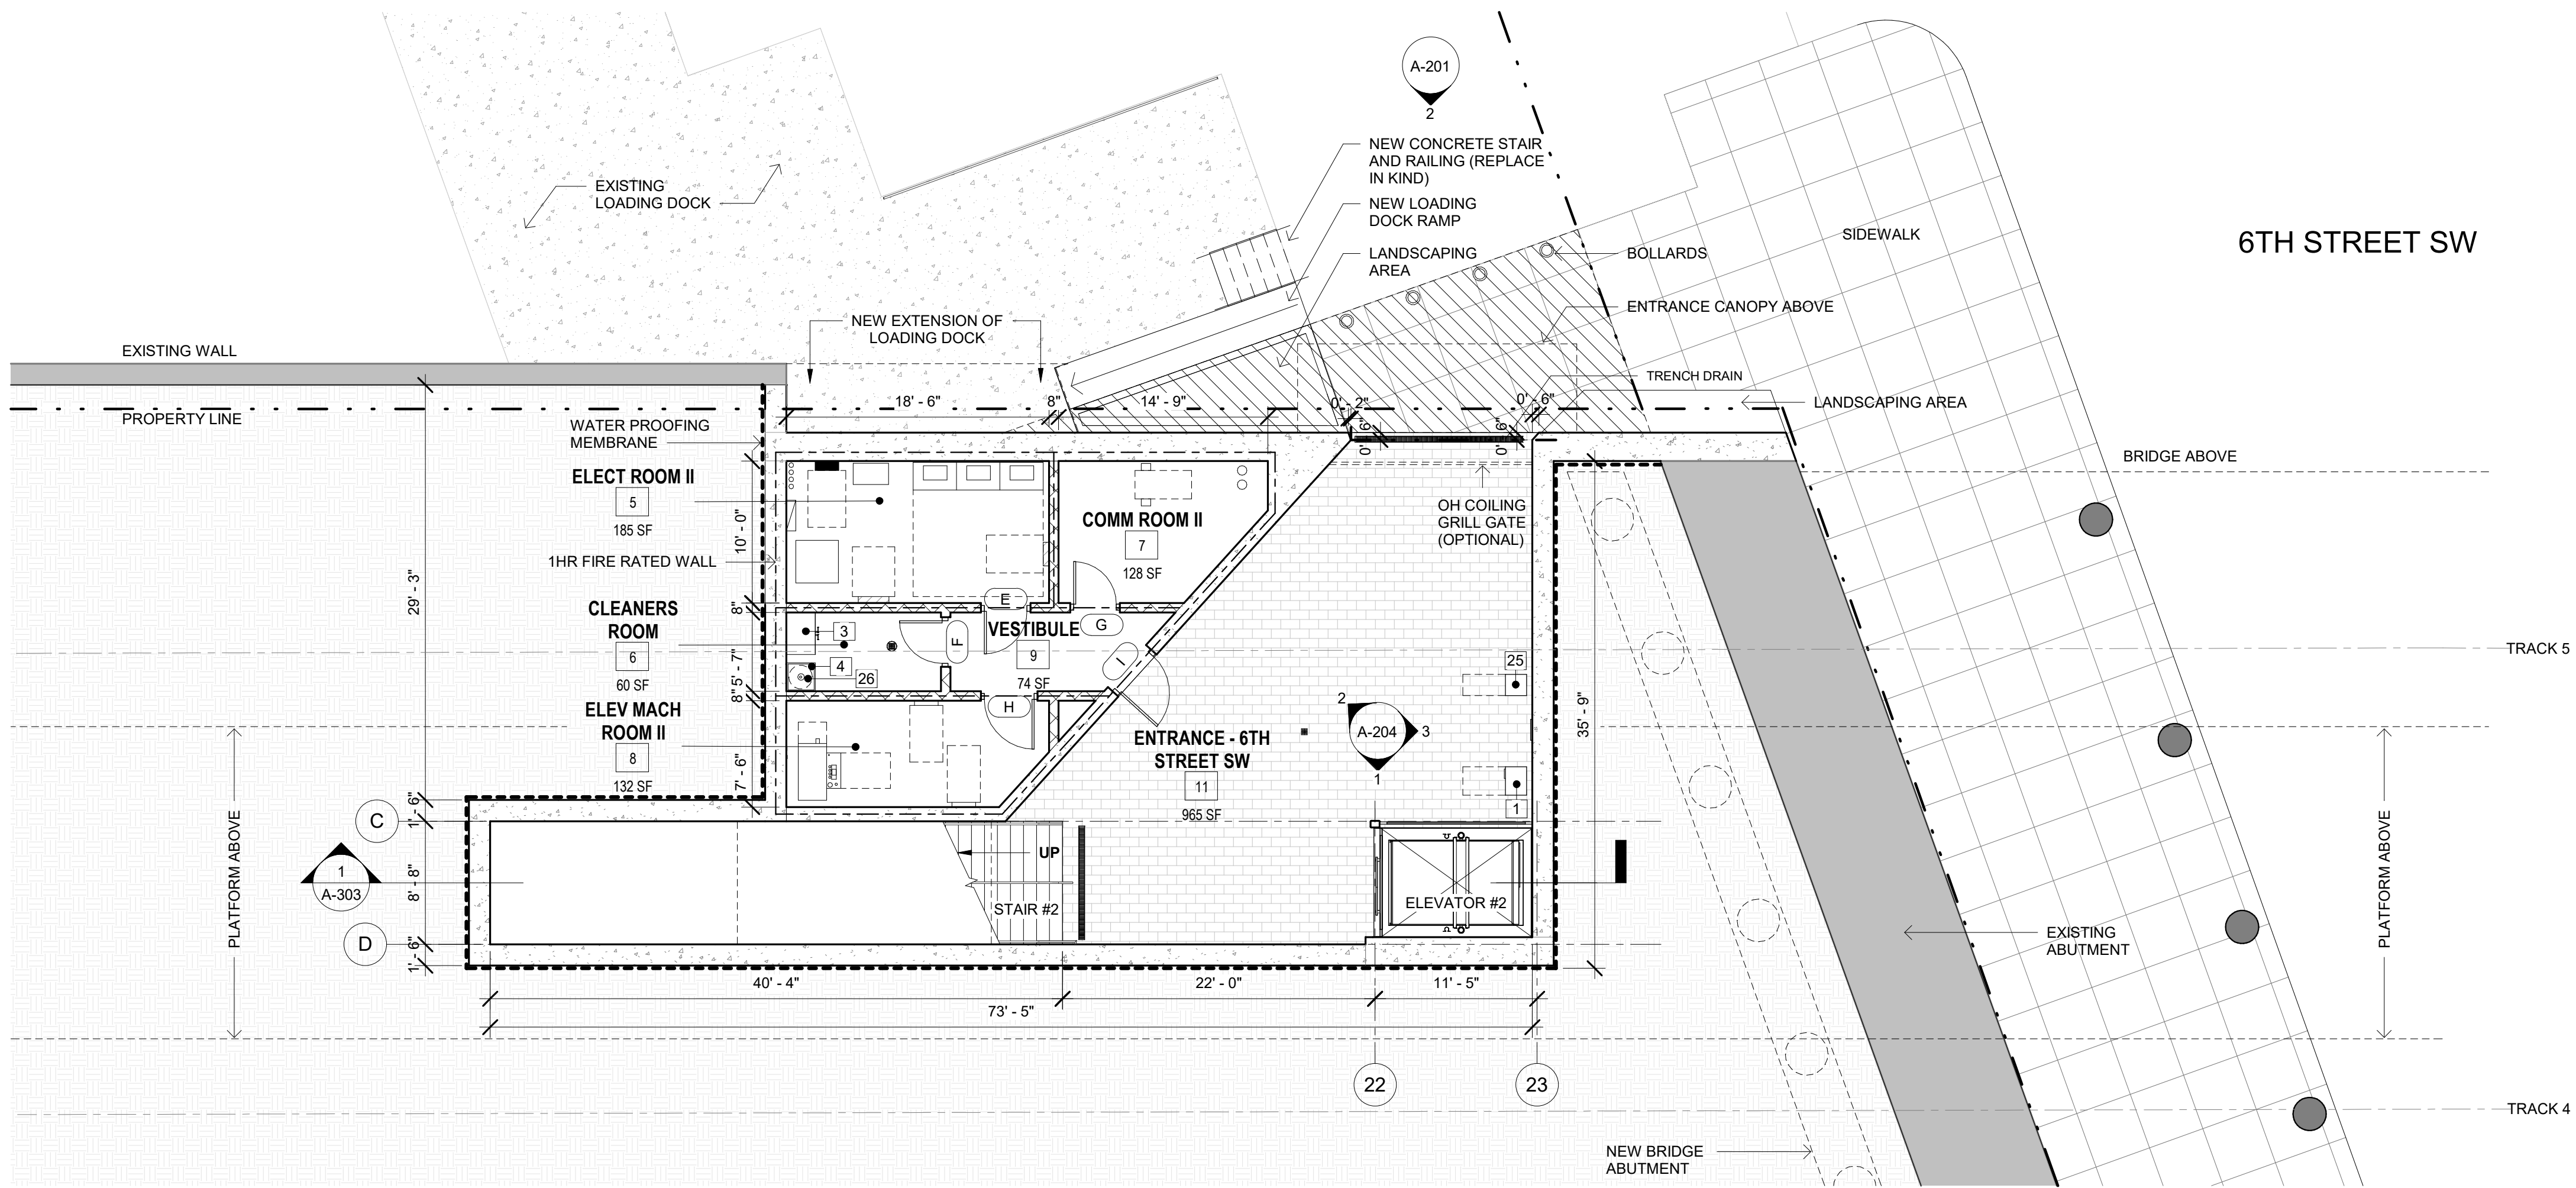 A-201
2
NEW CONCRETE STAIR
AND RAILING (REPLACE
IN KIND)
EXISTING
LOADING DOCK
NEW LOADING
DOCK RAMP
SIDEWALK
6TH STREET SW
LANDSCAPING
AREA
BOLLARDS
ENTRANCE CANOPY ABOVE
NEW EXTENSION OF
LOADING DOCK
EXISTING WALL
TRENCH DRAIN
LANDSCAPING AREA
18' - 6"
8"
14' - 9"
0' - 2"
0' - 6"
PROPERTY LINE
WATER PROOFING
MEMBRANE
0' 6"
0' 6"
BRIDGE ABOVE
ELECT ROOM II
5
185 SF
OH COILING
GRILL GATE
(OPTIONAL)
COMM ROOM II
7
128 SF
10' - 0"
1HR FIRE RATED WALL
29' - 3"
CLEANERS
ROOM
6
60 SF
8"
5' - 7"
8"
E
G
F
I
H
3
4
26
VESTIBULE
9
74 SF
TRACK 5
25
ELEV MACH
ROOM II
8
132 SF
7' - 6"
35' - 9"
2
A-204
3
1
ENTRANCE - 6TH
STREET SW
11
965 SF
1
PLATFORM ABOVE
PLATFORM ABOVE
C
1' - 6"
UP
1
A-303
8' - 8"
STAIR #2
ELEVATOR #2
D
1' - 6"
EXISTING
ABUTMENT
40' - 4"
22' - 0"
11' - 5"
73' - 5"
22
23
TRACK 4
NEW BRIDGE
ABUTMENT